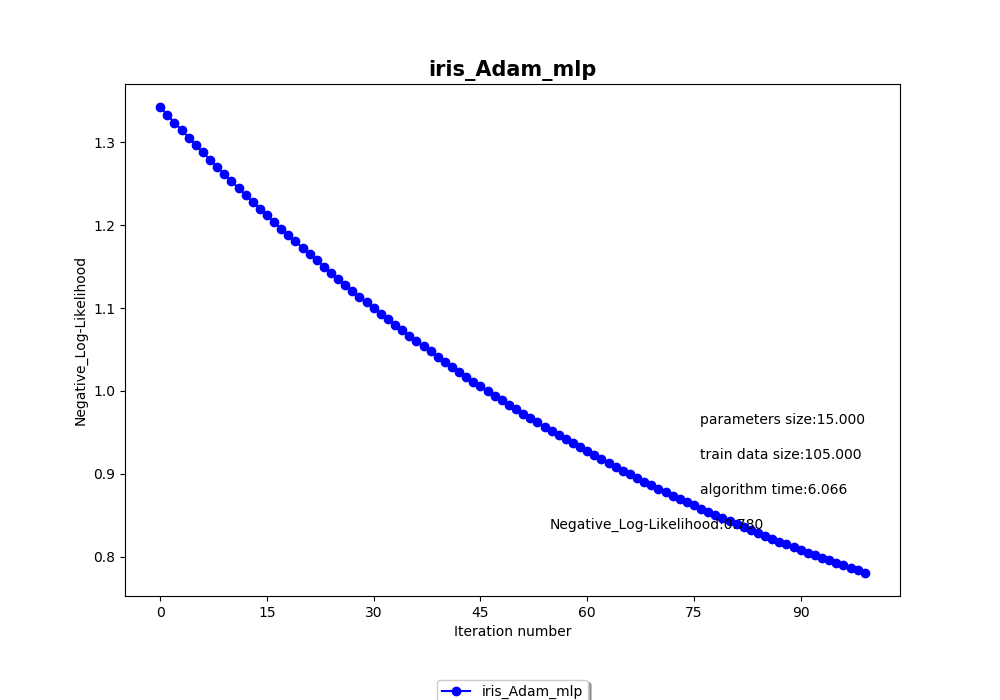 iris_Adam_mlp
1.3
1.2
1.1
1.0
0.9
0.8
Negative_Log-Likelihood
parameters size:15.000
train data size:105.000
algorithm time:6.066
Negative_Log-Likelihood:0.780
0 15 30 45 60 75 90
Iteration number
iris_Adam_mlp